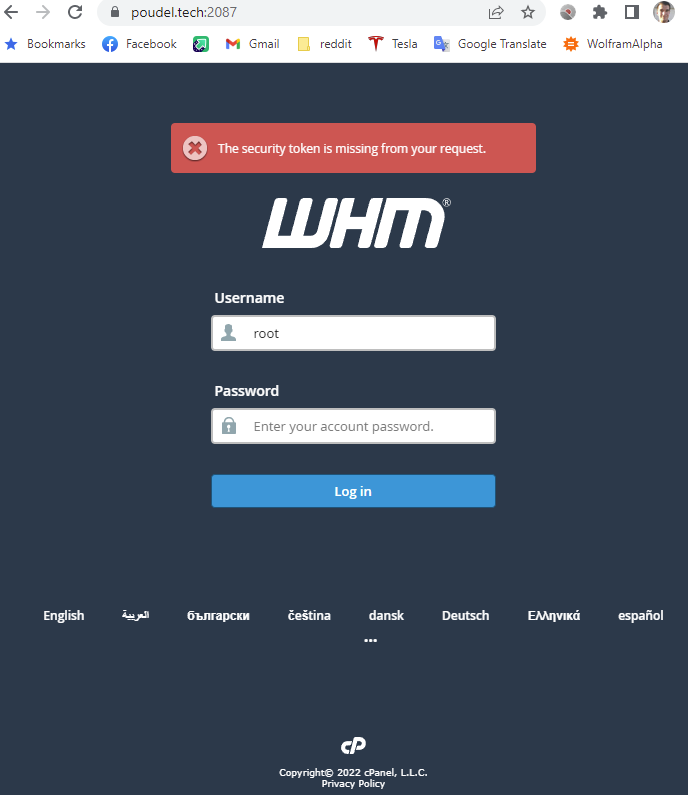 poudel.tech:2087
Bookmarks Facebook Gmail reddit Tesla Google Translate WolframAlpha
The security token is missing from your request.
WHM®
Username
root
Password
Enter your account password.
Log in
English العربية български čeština dansk Deutsch Ελληνικά español
...
cP
Copyright© 2022 cPanel, L.L.C.
Privacy Policy